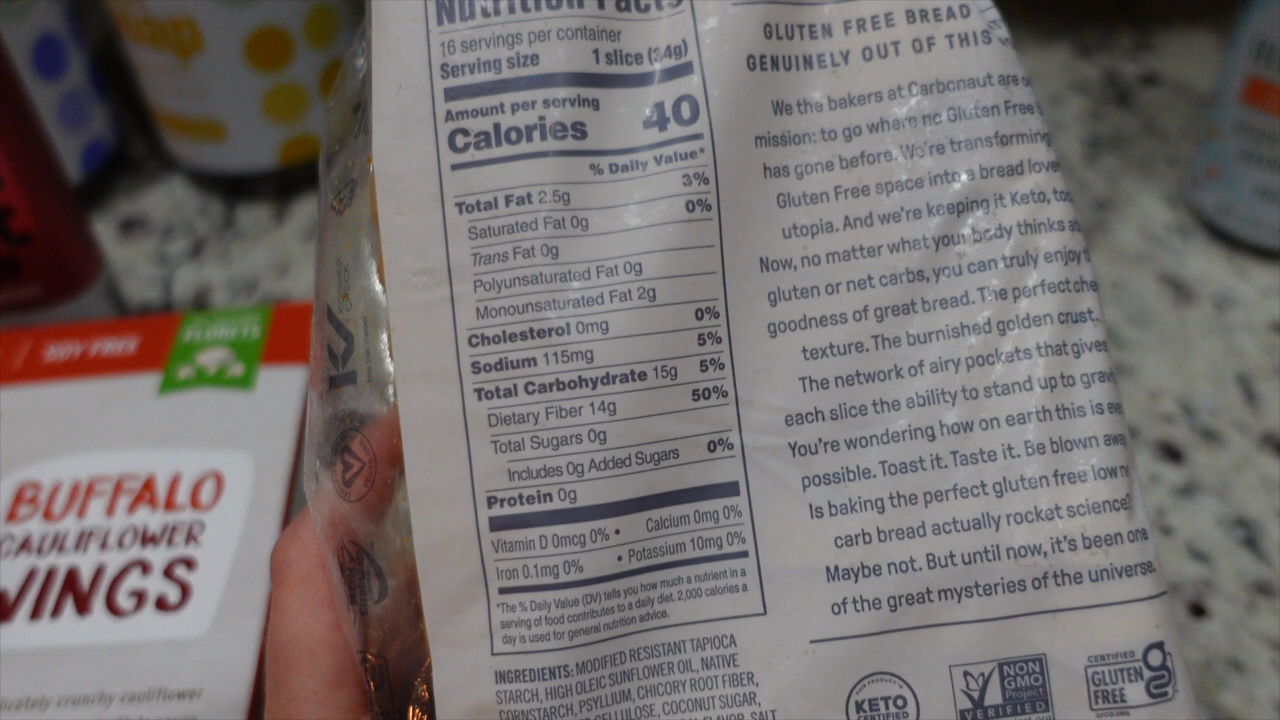 Nutrition Facts
16 servings per container
Serving size 1 slice (34g)
Amount per serving
Calories 40
% Daily Value*
Total Fat 2.5g 3%
Saturated Fat 0g 0%
Trans Fat 0g
Polyunsaturated Fat 0g
Monounsaturated Fat 2g
Cholesterol 0mg 0%
Sodium 115mg 5%
Total Carbohydrate 15g 5%
Dietary Fiber 14g 50%
Total Sugars 0g
Includes 0g Added Sugars 0%
Protein 0g
Vitamin D 0mcg 0% • Calcium 0mg 0%
Iron 0.1mg 0% • Potassium 10mg 0%
*The % Daily Value (DV) tells you how much a nutrient in a
serving of food contributes to a daily diet. 2,000 calories a
day is used for general nutrition advice.
INGREDIENTS: MODIFIED RESISTANT TAPIOCA
STARCH, HIGH OLEIC SUNFLOWER OIL, NATIVE
CORNSTARCH, PSYLLIUM, CHICORY ROOT FIBER,
CELLULOSE, COCONUT SUGAR,
FLAVOR, SALT
GLUTEN FREE BREAD
GENUINELY OUT OF THIS
We the bakers at Carbonaut are
mission: to go where no Gluten Free
has gone before. We're transforming
Gluten Free space into a bread
utopia. And we're keeping it Keto,
Now, no matter what your body thinks
gluten or net carbs, you can truly enjoy
goodness of great bread. The perfect
texture. The burnished golden crust.
The network of airy pockets that gives
each slice the ability to stand up to
You're wondering how on earth this is
possible. Toast it. Taste it. Be blown
Is baking the perfect gluten free low
carb bread actually rocket science?
Maybe not. But until now, it's been one
of the great mysteries of the universe.
KETO
CERTIFIED
NON
GMO
Project
VERIFIED
CERTIFIED
GLUTEN
FREE
SOY FREE
FLORETS
BUFFALO
CAULIFLOWER
WINGS
crunchy cauliflower